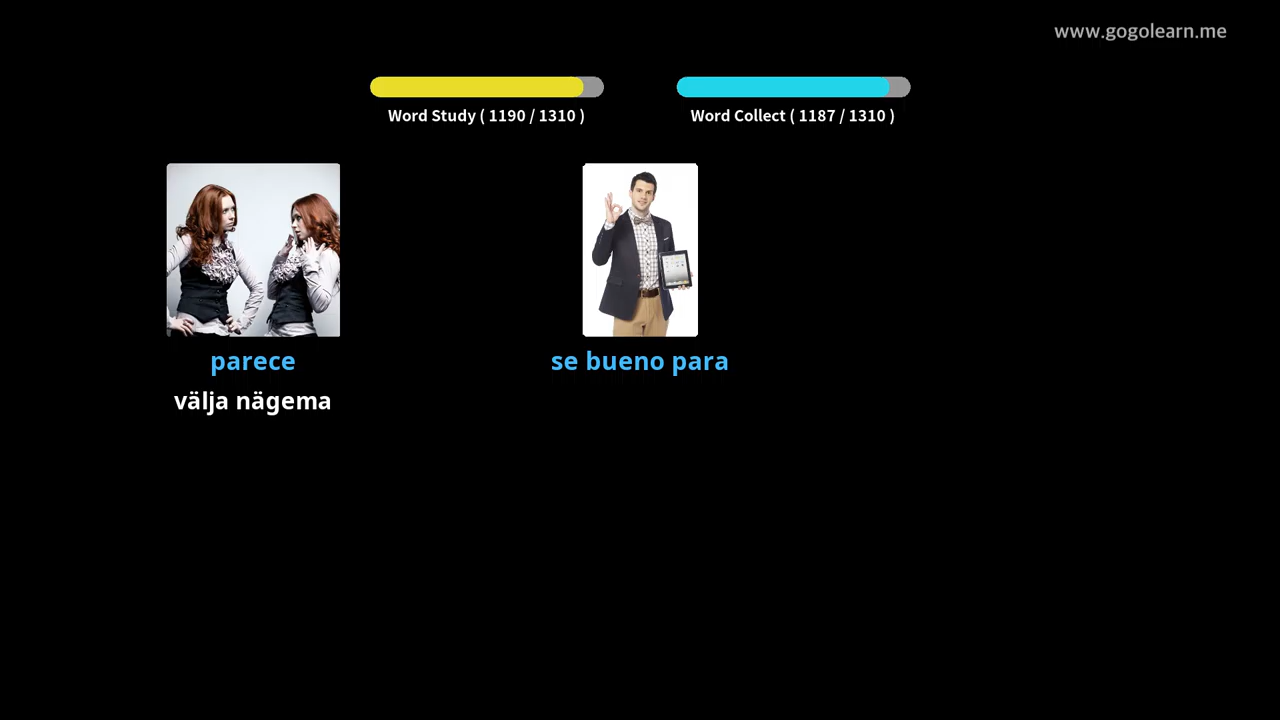 www.gogolearn.me
Word Study ( 1190 / 1310 )
Word Collect ( 1187 / 1310 )
parece
se bueno para
välja nägema